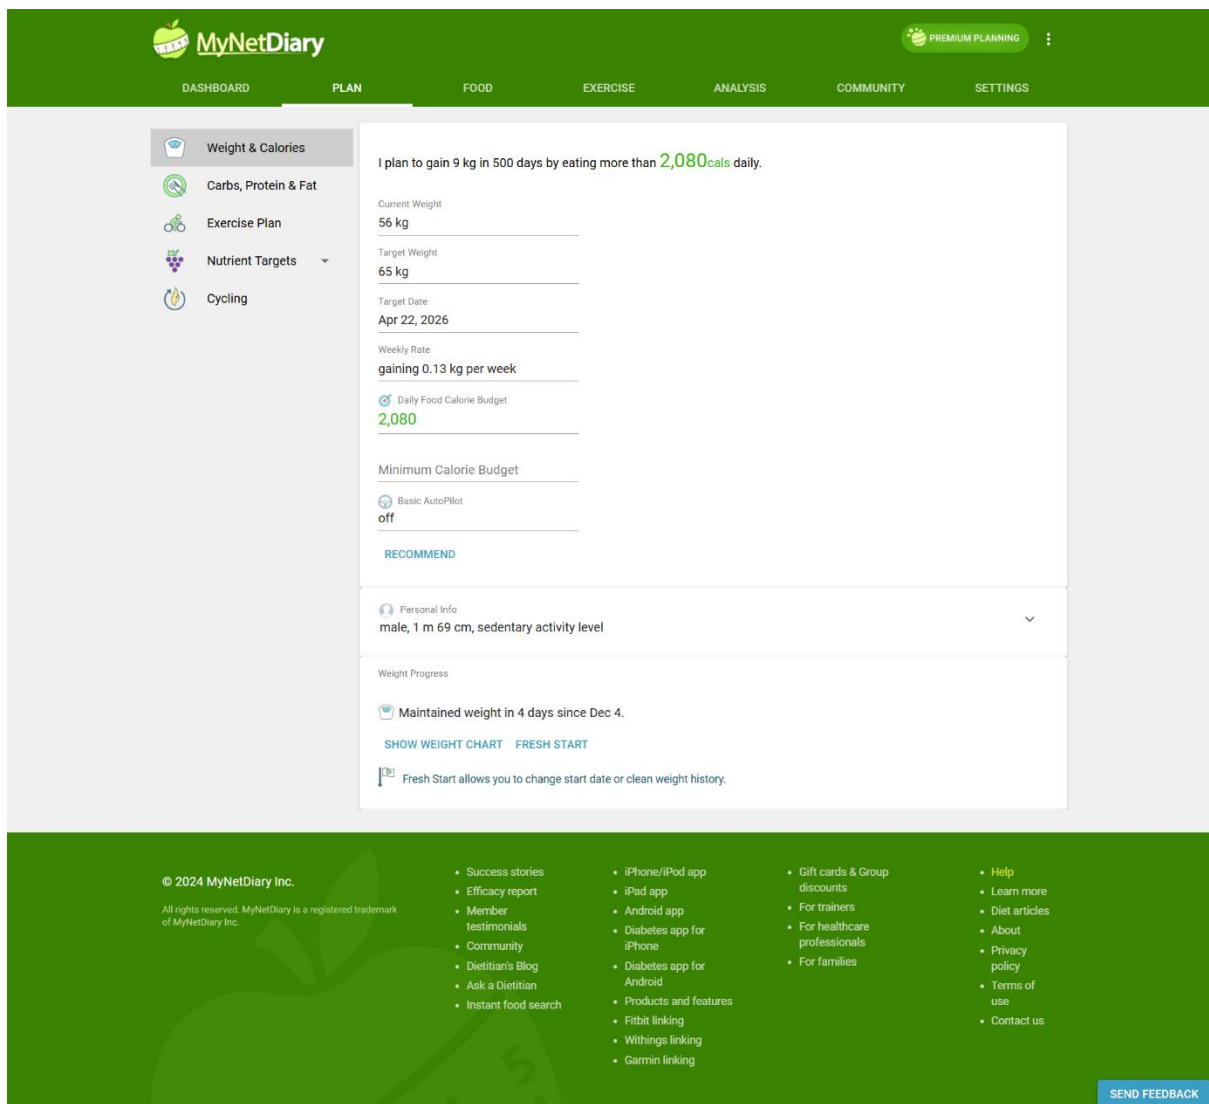 MyNetDiary
PREMIUM PLANNING
DASHBOARD
PLAN
FOOD
EXERCISE
ANALYSIS
COMMUNITY
SETTINGS
Weight & Calories
Carbs, Protein & Fat
Exercise Plan
Nutrient Targets
Cycling
I plan to gain 9 kg in 500 days by eating more than 2,080cals daily.
Current Weight
56 kg
Target Weight
65 kg
Target Date
Apr 22, 2026
Weekly Rate
gaining 0.13 kg per week
Daily Food Calorie Budget
2,080
Minimum Calorie Budget
Basic AutoPilot
off
RECOMMEND
Personal Info
male, 1 m 69 cm, sedentary activity level
Weight Progress
Maintained weight in 4 days since Dec 4.
SHOW WEIGHT CHART FRESH START
Fresh Start allows you to change start date or clean weight history.
© 2024 MyNetDiary Inc.
All rights reserved. MyNetDiary is a registered trademark
of MyNetDiary Inc.
• Success stories
• Efficacy report
• Member
testimonials
• Community
• Dietitian's Blog
• Ask a Dietitian
• Instant food search
• iPhone/iPod app
• iPad app
• Android app
• Diabetes app for
iPhone
• Diabetes app for
Android
• Products and features
• Fitbit linking
• Withings linking
• Garmin linking
• Gift cards & Group
discounts
• For trainers
• For healthcare
professionals
• For families
• Help
• Learn more
• Diet articles
• About
• Privacy
policy
• Terms of
use
• Contact us
5
SEND FEEDBACK